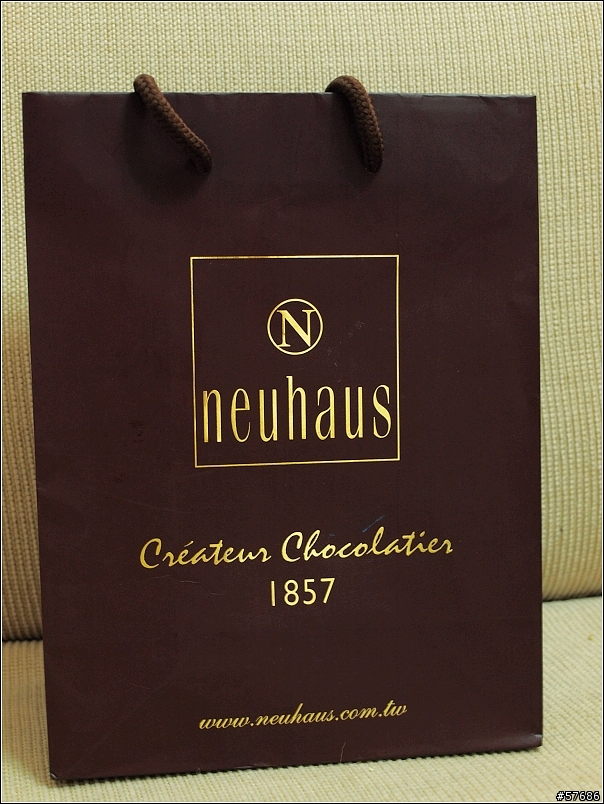 N
neuhaus
Créateur Chocolatier
1857
www.neuhaus.com.tw
#57686